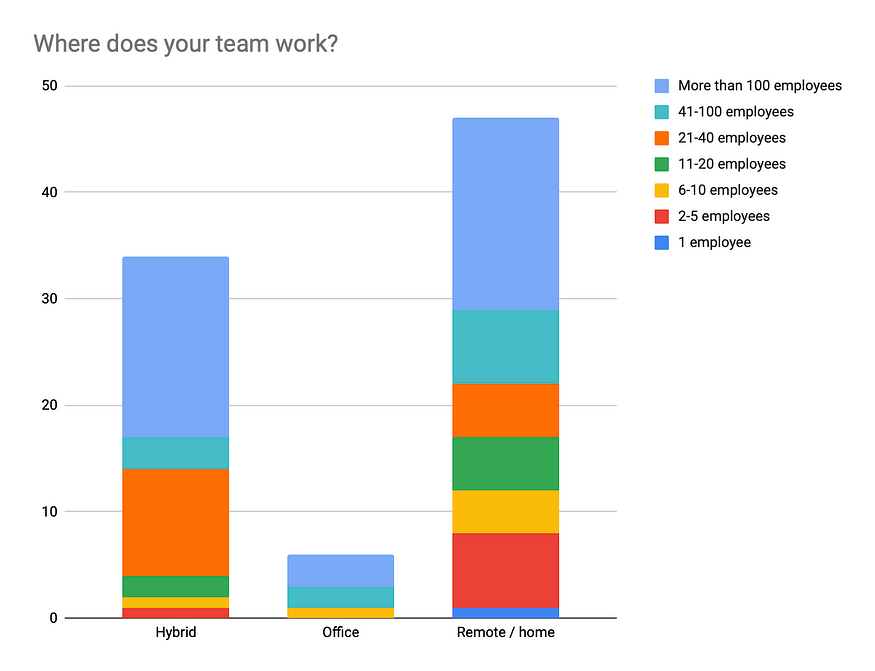 Where does your team work?
50
40
30
20
10
0
Hybrid
Office
Remote / home
More than 100 employees
41-100 employees
21-40 employees
11-20 employees
6-10 employees
2-5 employees
1 employee